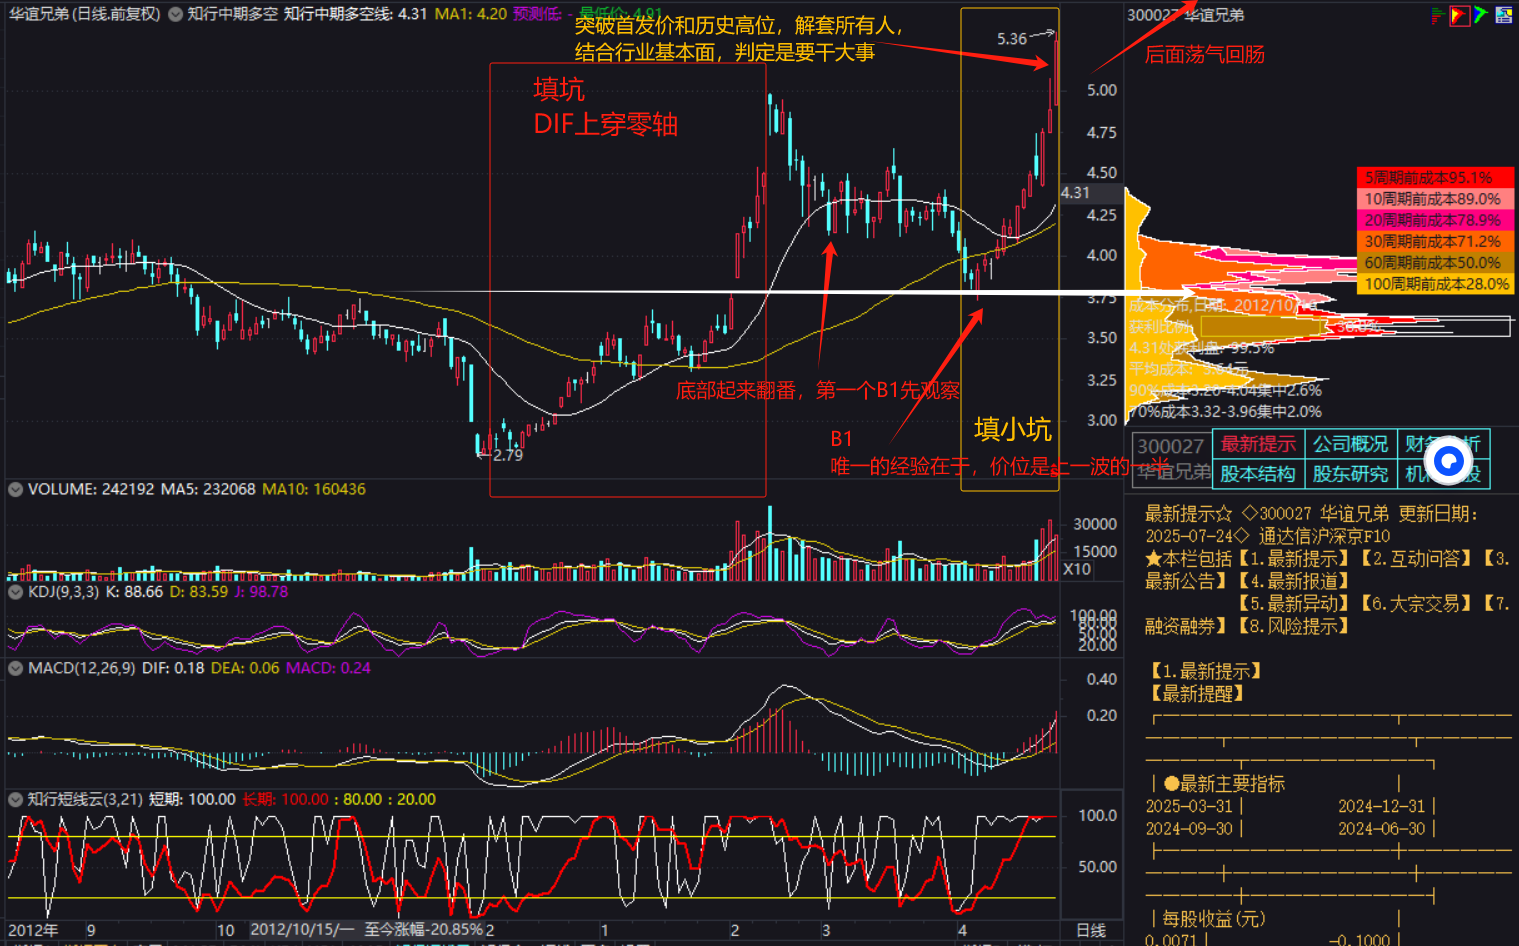 华谊兄弟 (日线.前复权) 知行中期多空 知行中期多空线: 4.31 MA1: 4.20 预测低: - 最低价: 4.91
突破首发价和历史高位，解套所有人，
结合行业基本面，判定是要干大事
300027 华谊兄弟
后面荡气回肠
5.36
填坑
DIF上穿零轴
5.00
4.75
4.50
4.31
4.25
4.00
3.75
3.50
3.25
3.00
5周期前成本95.1%
10周期前成本89.0%
20周期前成本78.9%
30周期前成本71.2%
60周期前成本50.0%
100周期前成本28.0%
成本分布,日期: 2012/10/
获利比例
4.31处获利盘: 99.5%
平均成本:
90%成本3.20-4.04集中2.6%
70%成本3.32-3.96集中2.0%
底部起来翻番，第一个B1先观察
B1
唯一的经验在于，价位是上一波的一半
填小坑
2.79
300027
华谊兄弟
最新提示 公司概况
股本结构 股东研究
VOLUME: 242192 MA5: 232068 MA10: 160436
30000
15000
X10
KDJ(9,3,3) K: 88.66 D: 83.59 J: 98.78
100.00
80.00
50.00
20.00
MACD(12,26,9) DIF: 0.18 DEA: 0.06 MACD: 0.24
0.40
0.20
知行短线云(3,21) 短期: 100.00 长期: 100.00 : 80.00 : 20.00
100.0
50.00
2012年 9 10 2012/10/15/一 至今涨幅-20.85% 2 1 2 3 4 日线
最新提示☆ ◇300027 华谊兄弟 更新日期:
2025-07-24◇ 通达信沪深京F10
★本栏包括【1.最新提示】【2.互动问答】【3.
最新公告】【4.最新报道】
【5.最新异动】【6.大宗交易】【7.
融资融券】【8.风险提示】
【1.最新提示】
【最新提醒】
●最新主要指标
2025-03-31 2024-12-31
2024-09-30 2024-06-30
每股收益(元)
0.0071 -0.1000